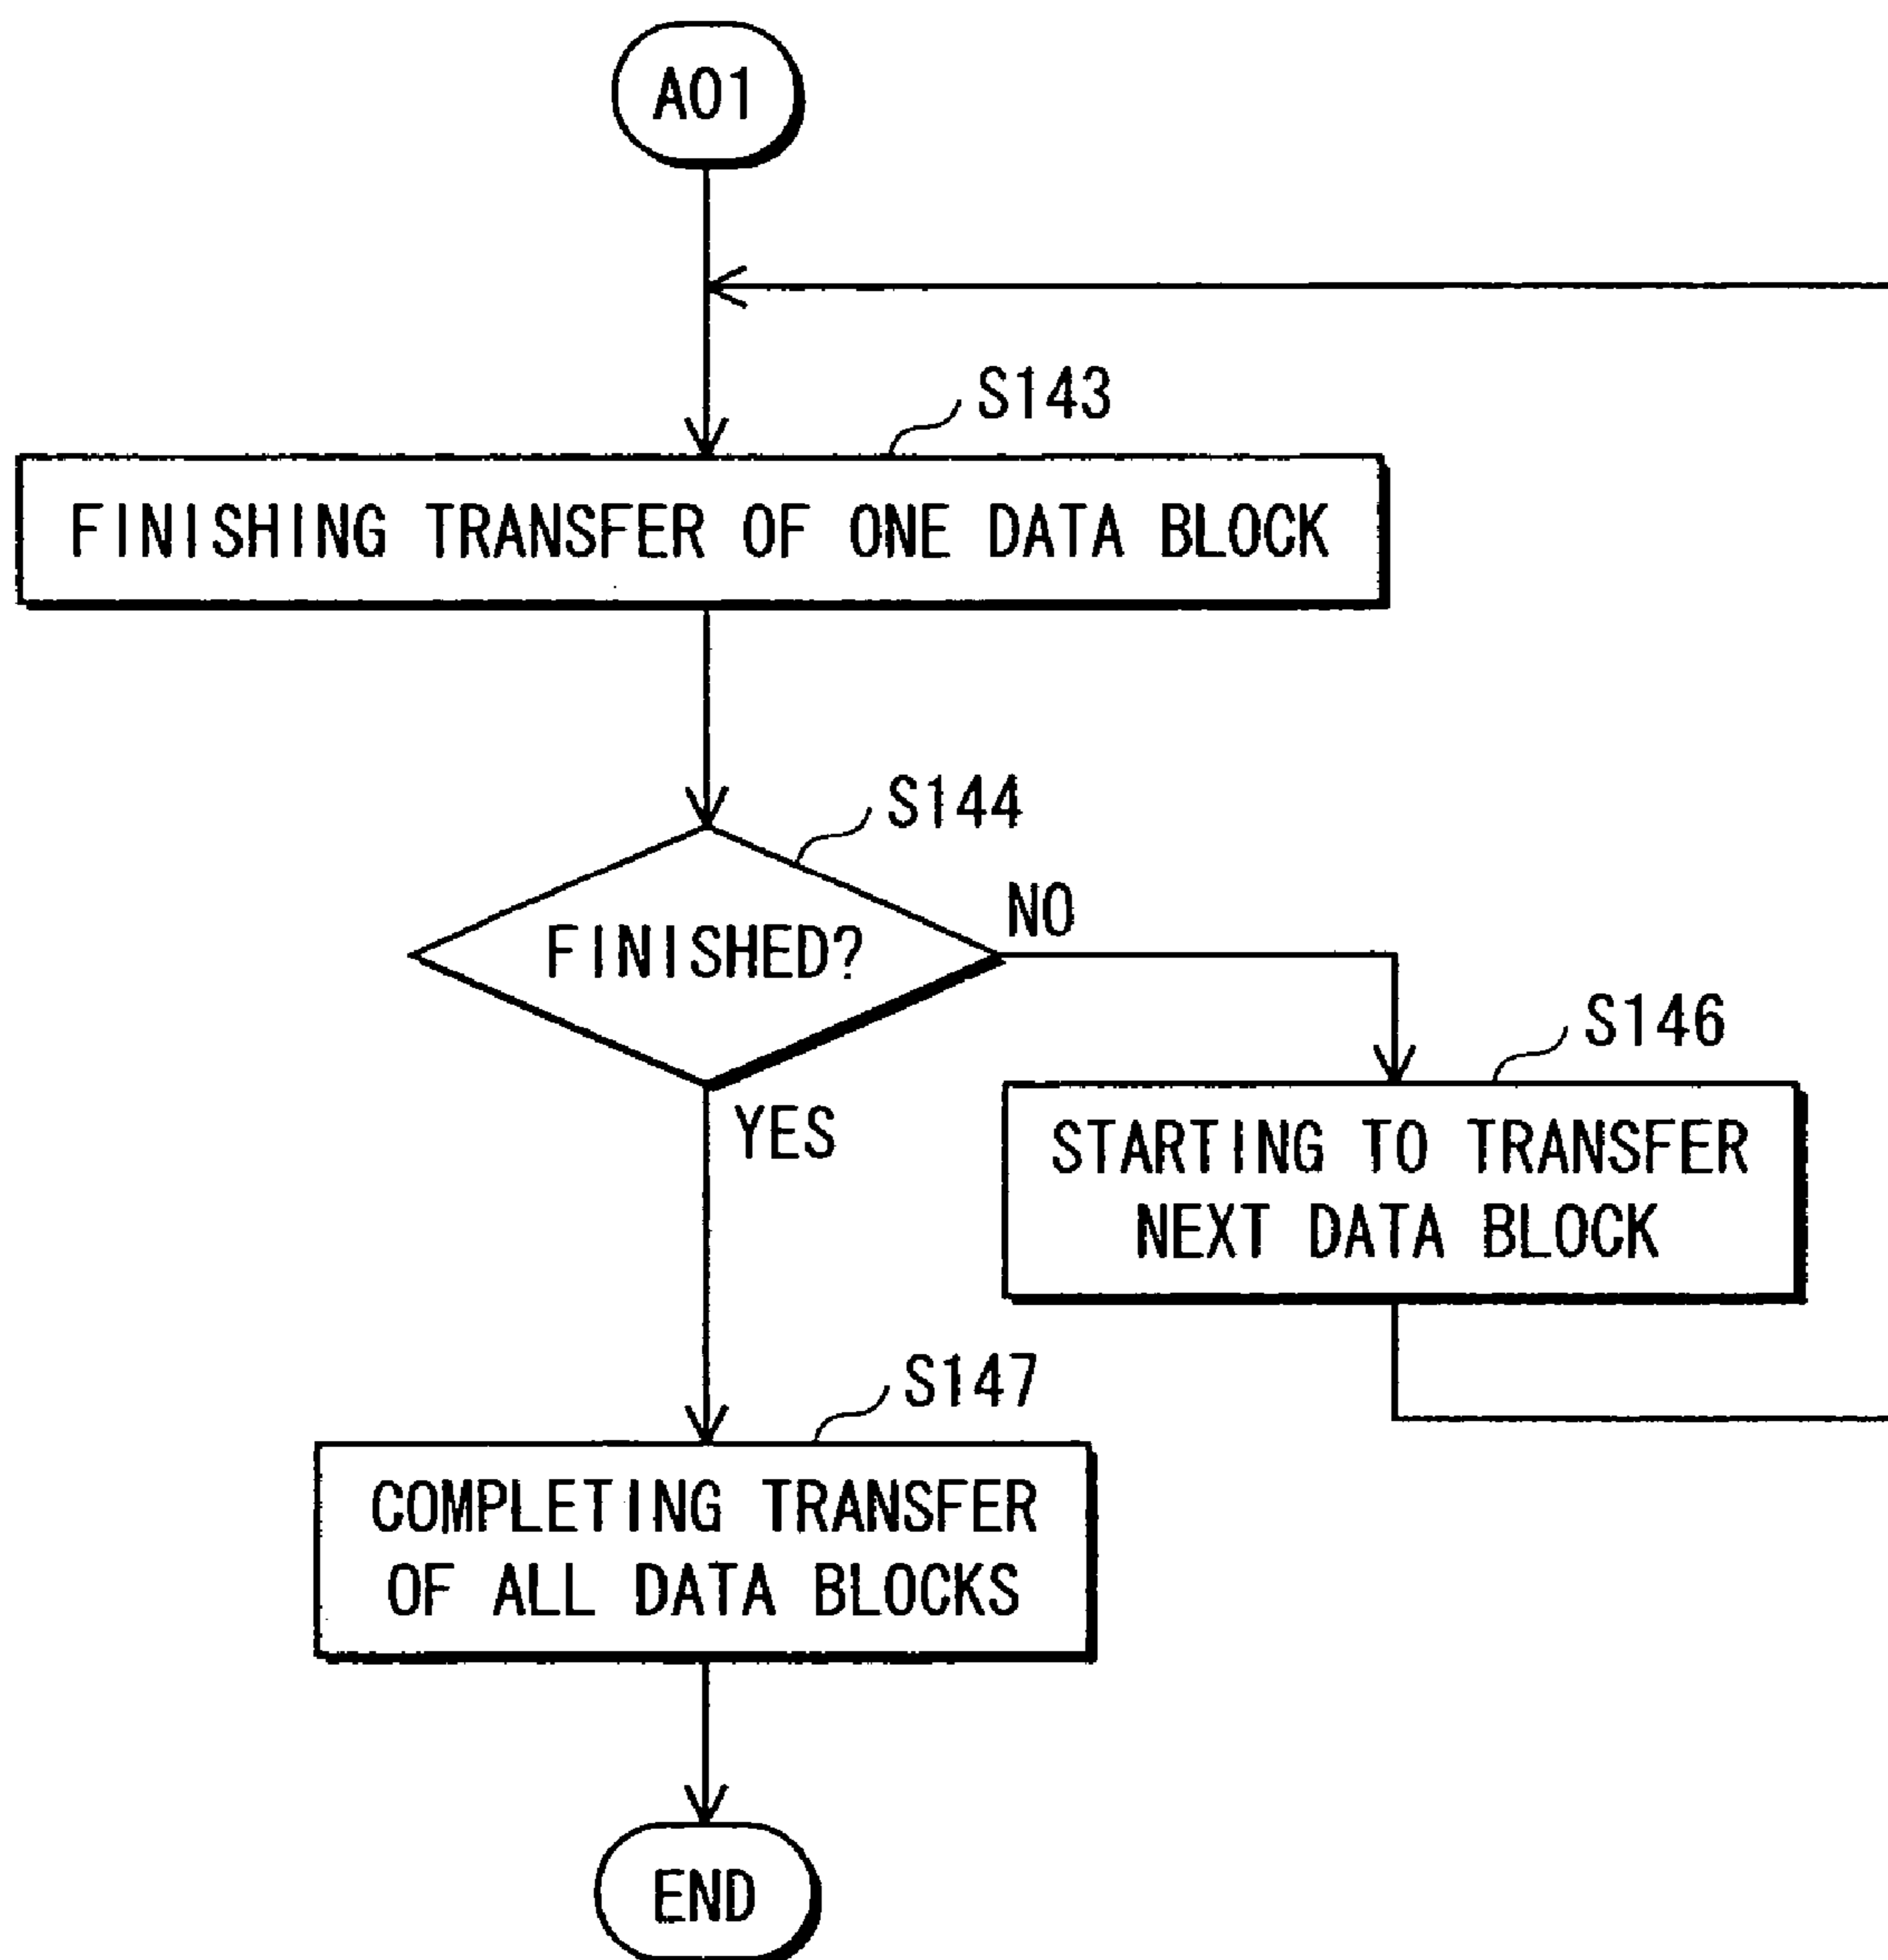 A01
S143
FINISHING TRANSFER OF ONE DATA BLOCK
S144
FINISHED?
NO
YES
S146
STARTING TO TRANSFER
NEXT DATA BLOCK
S147
COMPLETING TRANSFER
OF ALL DATA BLOCKS
END